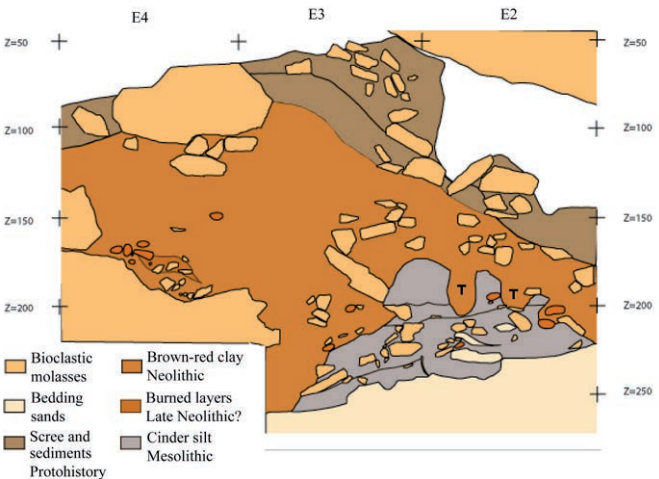 E4 E3 E2
Z=50 Z=50
Z=100 Z=100
Z=150 Z=150
T T
Z=200 Z=200
Z=250
Bioclastic
molasses
Brown-red clay
Neolithic
Bedding
sands
Burned layers
Late Neolithic?
Scree and
sediments
Protohistory
Cinder silt
Mesolithic